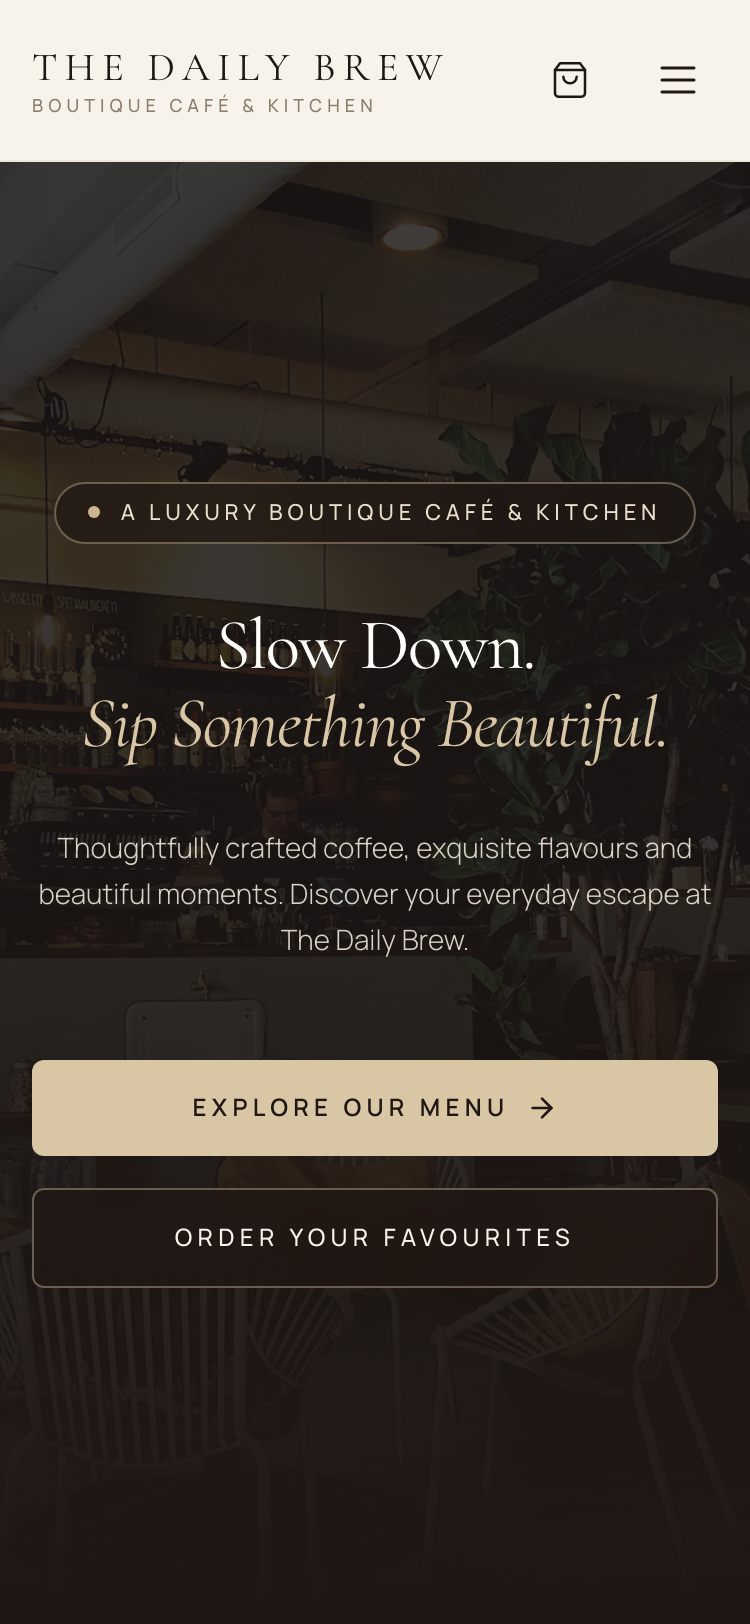 THE DAILY BREW
BOUTIQUE CAFÉ & KITCHEN
A LUXURY BOUTIQUE CAFÉ & KITCHEN
Slow Down.
Sip Something Beautiful.
Thoughtfully crafted coffee, exquisite flavours and
beautiful moments. Discover your everyday escape at
The Daily Brew.
EXPLORE OUR MENU →
ORDER YOUR FAVOURITES